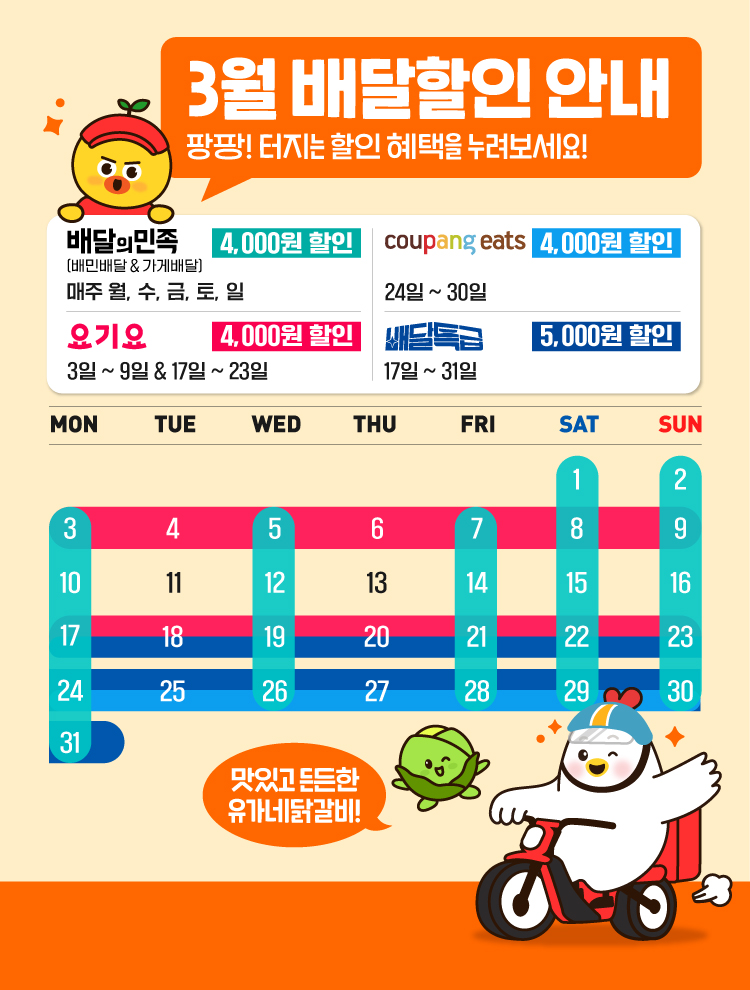 3월 배달할인 안내
팡팡! 터지는 할인 혜택을 누려보세요!
배달의민족 4,000원 할인
(배민배달 & 가게배달)
매주 월, 수, 금, 토, 일
coupang eats 4,000원 할인
24일 ~ 30일
요기요 4,000원 할인
3일 ~ 9일 & 17일 ~ 23일
배달특급 5,000원 할인
17일 ~ 31일
MON TUE WED THU FRI SAT SUN
1 2
3 4 5 6 7 8 9
10 11 12 13 14 15 16
17 18 19 20 21 22 23
24 25 26 27 28 29 30
31
맛있고 든든한
유가네닭갈비!